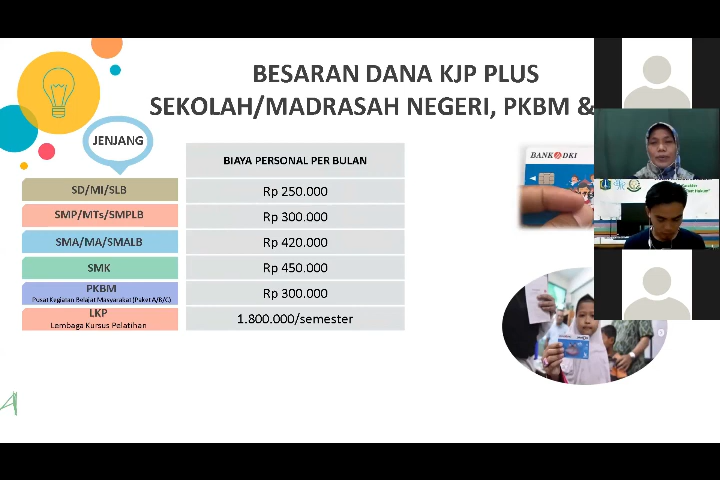 BESARAN DANA KJP PLUS
SEKOLAH/MADRASAH NEGERI, PKBM &
JENJANG
BIAYA PERSONAL PER BULAN
BANK DKI
SD/MI/SLB
Rp 250.000
SMP/MTs/SMPLB
Rp 300.000
SMA/MA/SMALB
Rp 420.000
SMK
Rp 450.000
PKBM
Pusat Kegiatan Belajat Masyarakat (Paket A/B/C)
Rp 300.000
LKP
Lembaga Kursus Pelatihan
1.800.000/semester